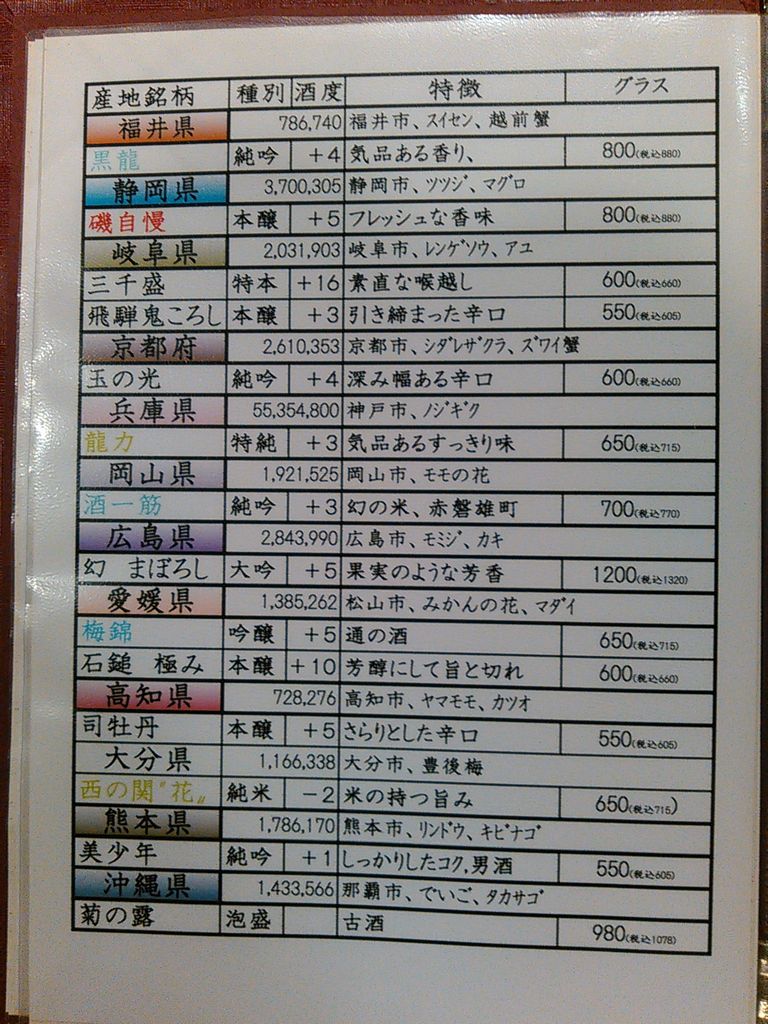 産地銘柄 種別 酒度 特徴 グラス
福井県 786,740 福井市、スイセン、越前蟹
黒龍 純吟 +4 気品ある香り、 800(税込880)
静岡県 3,700,305 静岡市、ツツジ、マグロ
磯自慢 本醸 +5 フレッシュな香味 800(税込880)
岐阜県 2,031,903 岐阜市、レンゲソウ、アユ
三千盛 特本 +16 素直な喉越し 600(税込660)
飛騨鬼ころし 本醸 +3 引き締まった辛口 550(税込605)
京都府 2,610,353 京都市、シダレザクラ、ズワイ蟹
玉の光 純吟 +4 深み幅ある辛口 600(税込660)
兵庫県 55,354,800 神戸市、ノジギク
龍力 特純 +3 気品あるすっきり味 650(税込715)
岡山県 1,921,525 岡山市、モモの花
酒一筋 純吟 +3 幻の米、赤磐雄町 700(税込770)
広島県 2,843,990 広島市、モミジ、カキ
幻 まぼろし 大吟 +5 果実のような芳香 1200(税込1320)
愛媛県 1,385,262 松山市、みかんの花、マダイ
梅錦 吟醸 +5 通の酒 650(税込715)
石鎚 極み 本醸 +10 芳醇にして旨と切れ 600(税込660)
高知県 728,276 高知市、ヤマモモ、カツオ
司牡丹 本醸 +5 さらりとした辛口 550(税込605)
大分県 1,166,338 大分市、豊後梅
西の関〝花〟 純米 −2 米の持つ旨み 650(税込715)
熊本県 1,786,170 熊本市、リンドウ、キビナゴ
美少年 純吟 +1 しっかりしたコク,男酒 550(税込605)
沖縄県 1,433,566 那覇市、でいご、タカサゴ
菊の露 泡盛 古酒 980(税込1078)